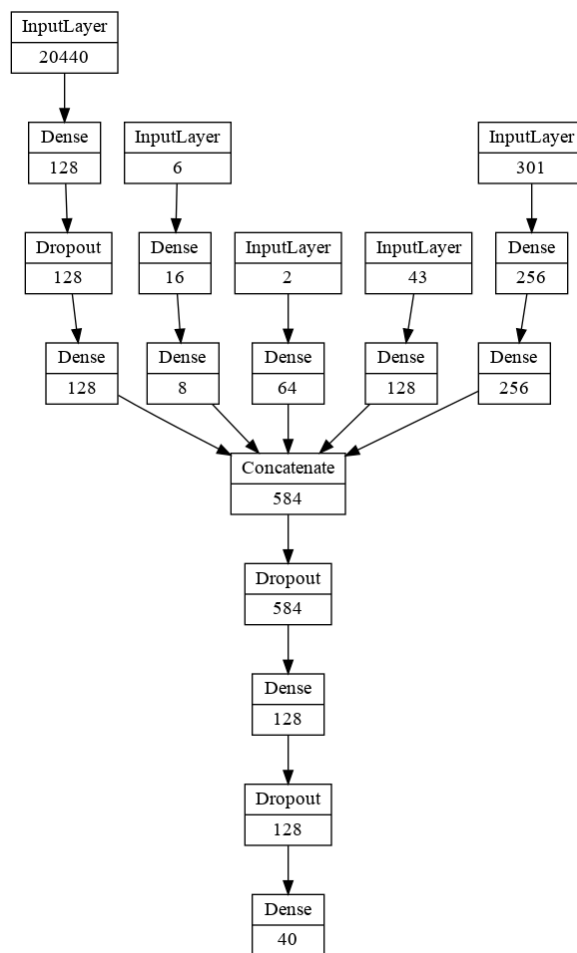 InputLayer
20440
Dense
128
InputLayer
6
InputLayer
301
Dropout
128
Dense
16
InputLayer
2
InputLayer
43
Dense
256
Dense
128
Dense
8
Dense
64
Dense
128
Dense
256
Concatenate
584
Dropout
584
Dense
128
Dropout
128
Dense
40